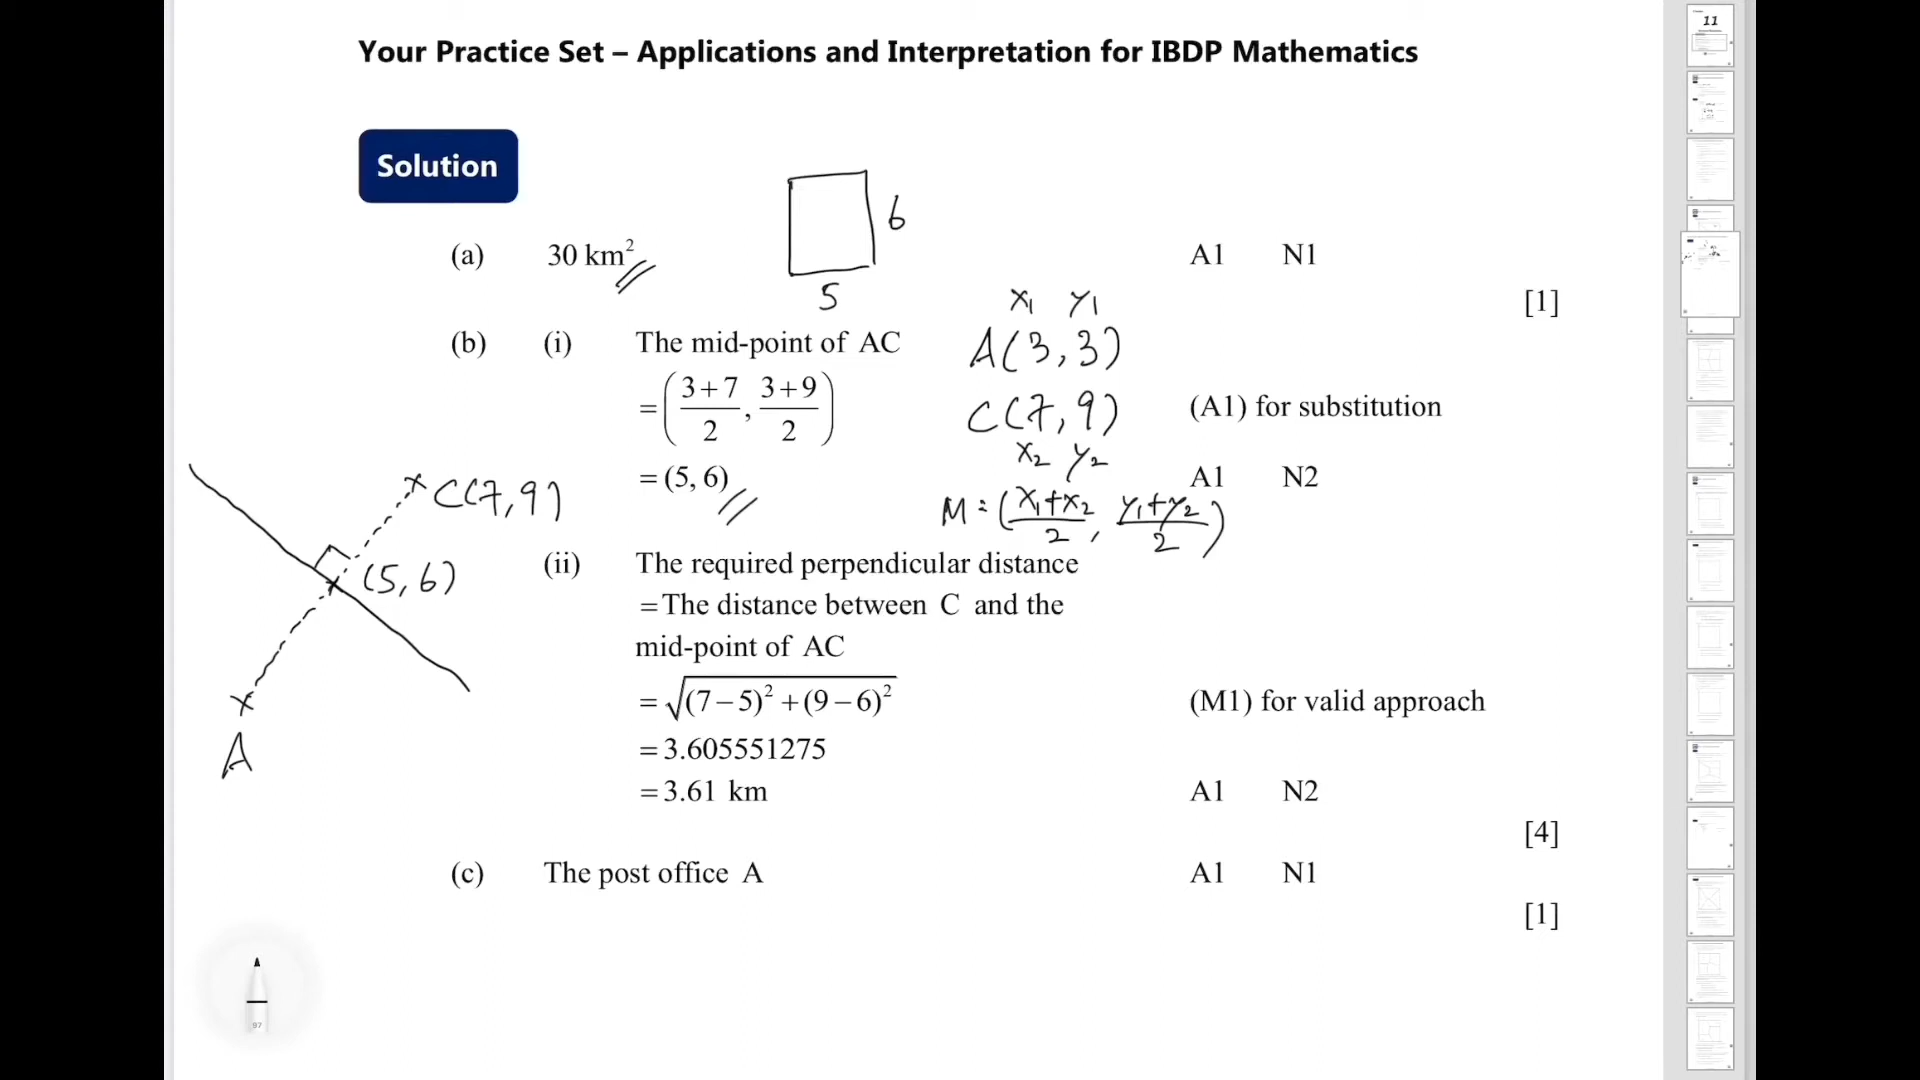 Your Practice Set – Applications and Interpretation for IBDP Mathematics
11
Solution
6
(a) 30 km² A1 N1
5
[1]
x₁ y₁
(b) (i) The mid-point of AC A(3,3)
= ( (3+7)/2 , (3+9)/2 ) C(7,9) (A1) for substitution
x₂ y₂
= (5, 6) A1 N2
C(7,9)
M = ( (x₁+x₂)/2 , (y₁+y₂)/2 )
(5,6)
(ii) The required perpendicular distance
= The distance between C and the
mid-point of AC
= √((7−5)² + (9−6)²) (M1) for valid approach
A
= 3.605551275
= 3.61 km A1 N2
[4]
(c) The post office A A1 N1
[1]
97